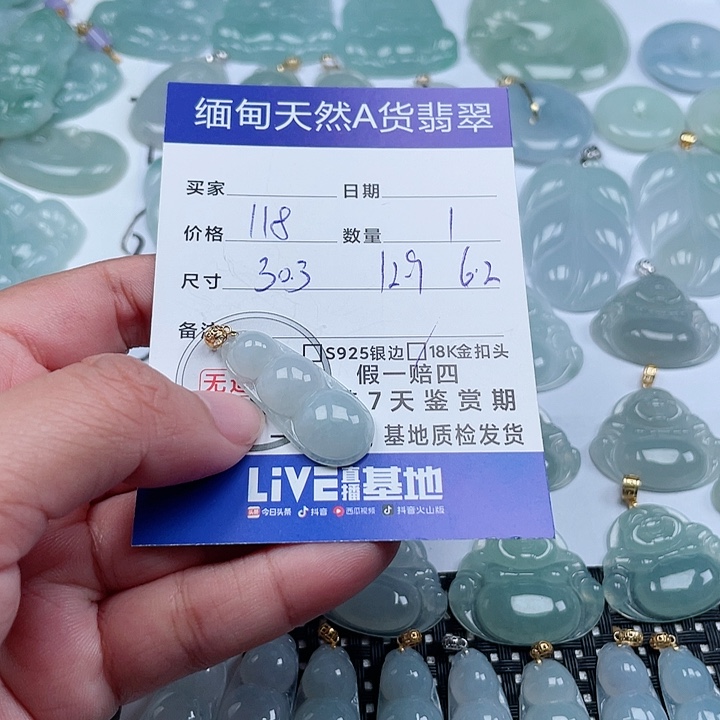 缅甸天然A货翡翠
买家 日期
价格 118 数量 1
尺寸 30.3 12.9 6.2
备
S925银边 18K金扣头
无 假一赔四
7天鉴赏期
基地质检发货
LiVE直播基地
今日头条 抖音 西瓜视频 抖音火山版